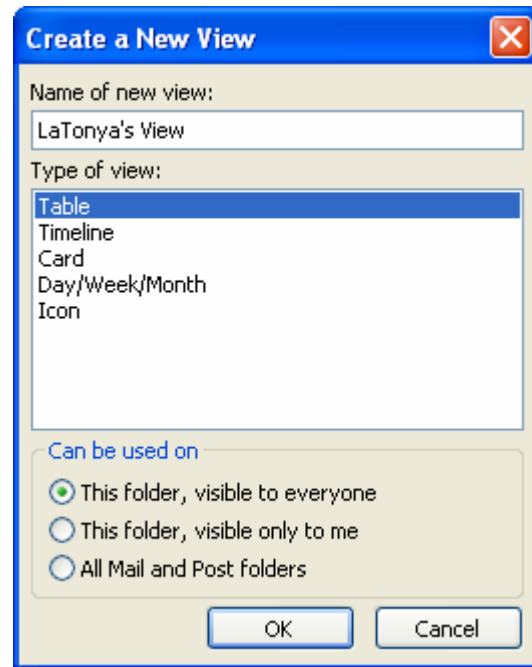 Create a New View
Name of new view:
LaTonya's View
Type of view:
Table
Timeline
Card
Day/Week/Month
Icon
Can be used on
This folder, visible to everyone
This folder, visible only to me
All Mail and Post folders
OK Cancel